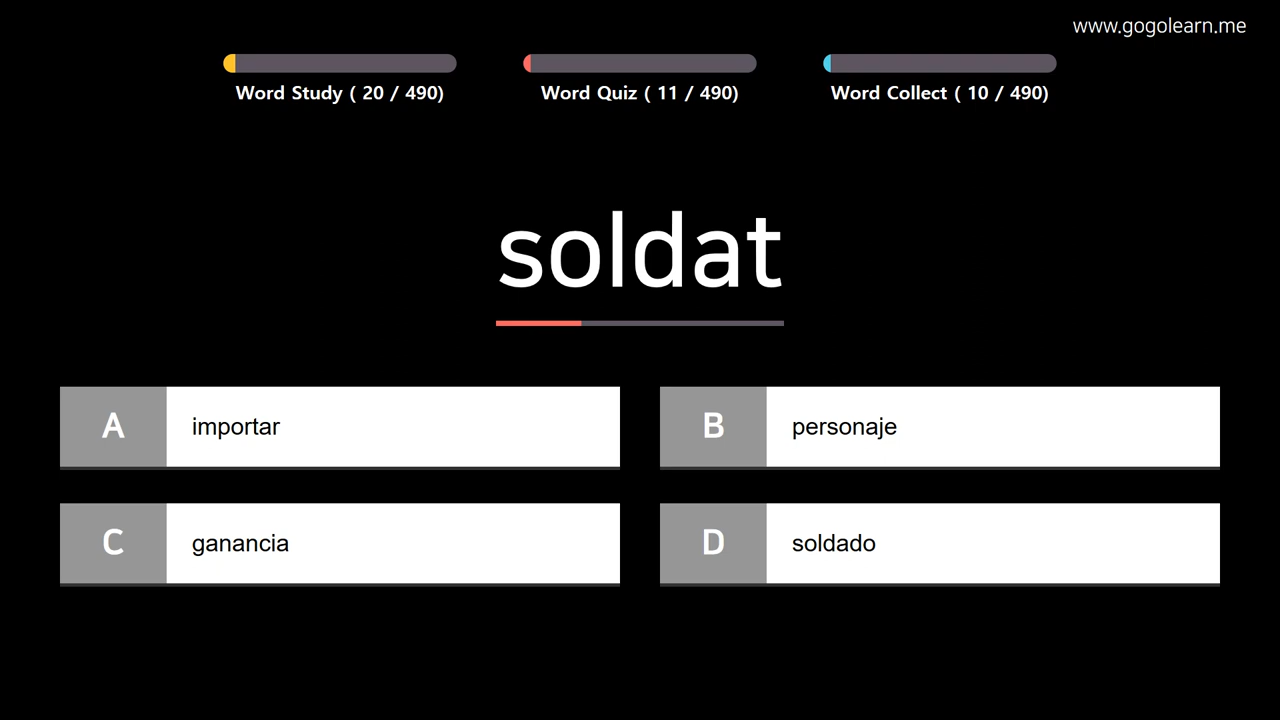 www.gogolearn.me
Word Study ( 20 / 490)
Word Quiz ( 11 / 490)
Word Collect ( 10 / 490)
soldat
A importar
B personaje
C ganancia
D soldado